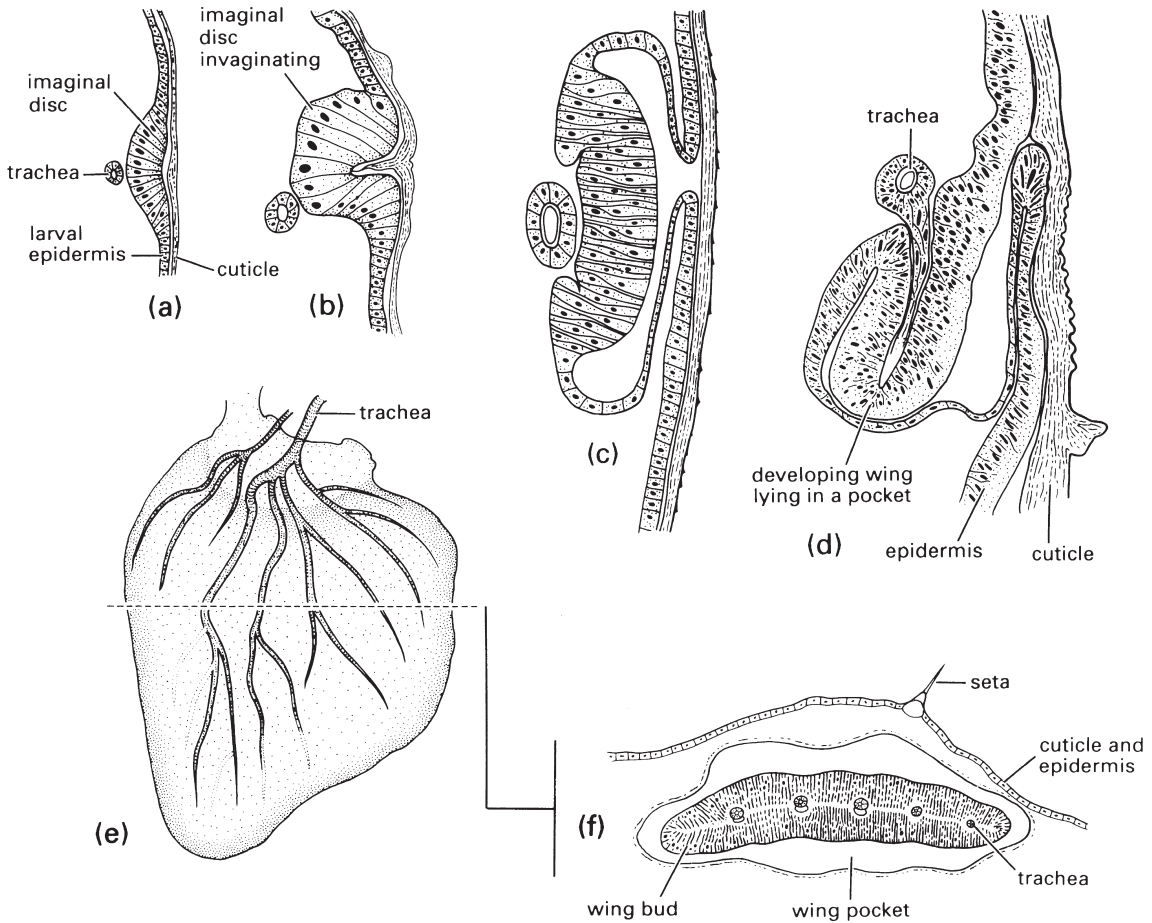 imaginal
disc
trachea
larval
epidermis
cuticle
(a)
imaginal
disc
invaginating
(b)
(c)
trachea
developing wing
lying in a pocket
(d)
epidermis
cuticle
trachea
(e)
seta
cuticle and
epidermis
(f)
trachea
wing bud
wing pocket